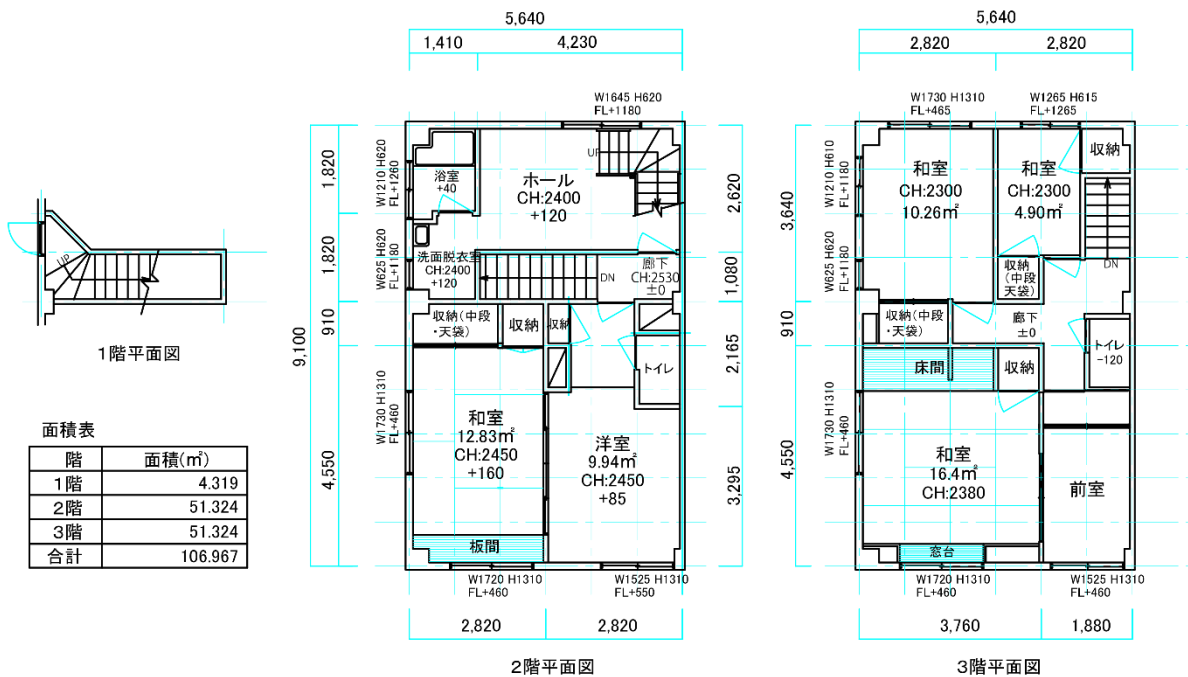 UP
1階平面図
面積表
階 面積(㎡)
1階 4.319
2階 51.324
3階 51.324
合計 106.967
5,640
1,410 4,230
W1645 H620
FL+1180
9,100
1,820
1,820
910
4,550
W1210 H620
FL+1260
W625 H620
FL+1180
W1730 H1310
FL+460
浴室
+40
ホール
CH:2400
+120
UP
洗面脱衣室
CH:2400
+120
DN
廊下
CH:2530
±0
収納(中段
・天袋)
収納
収納
トイレ
和室
12.83㎡
CH:2450
+160
洋室
9.94㎡
CH:2450
+85
板間
2,620
1,080
2,165
3,295
W1720 H1310
FL+460
W1525 H1310
FL+550
2,820 2,820
2階平面図
5,640
2,820 2,820
W1730 H1310
FL+465
W1265 H615
FL+1265
3,640
910
4,550
W1210 H610
FL+1180
W625 H610
FL+1180
W1730 H1310
FL+460
和室
CH:2300
10.26㎡
和室
CH:2300
4.90㎡
収納
収納
(中段
天袋)
DN
収納(中段
・天袋)
廊下
±0
トイレ
-120
床間
収納
和室
16.4㎡
CH:2380
前室
窓台
W1720 H1310
FL+460
W1525 H1310
FL+460
3,760 1,880
3階平面図